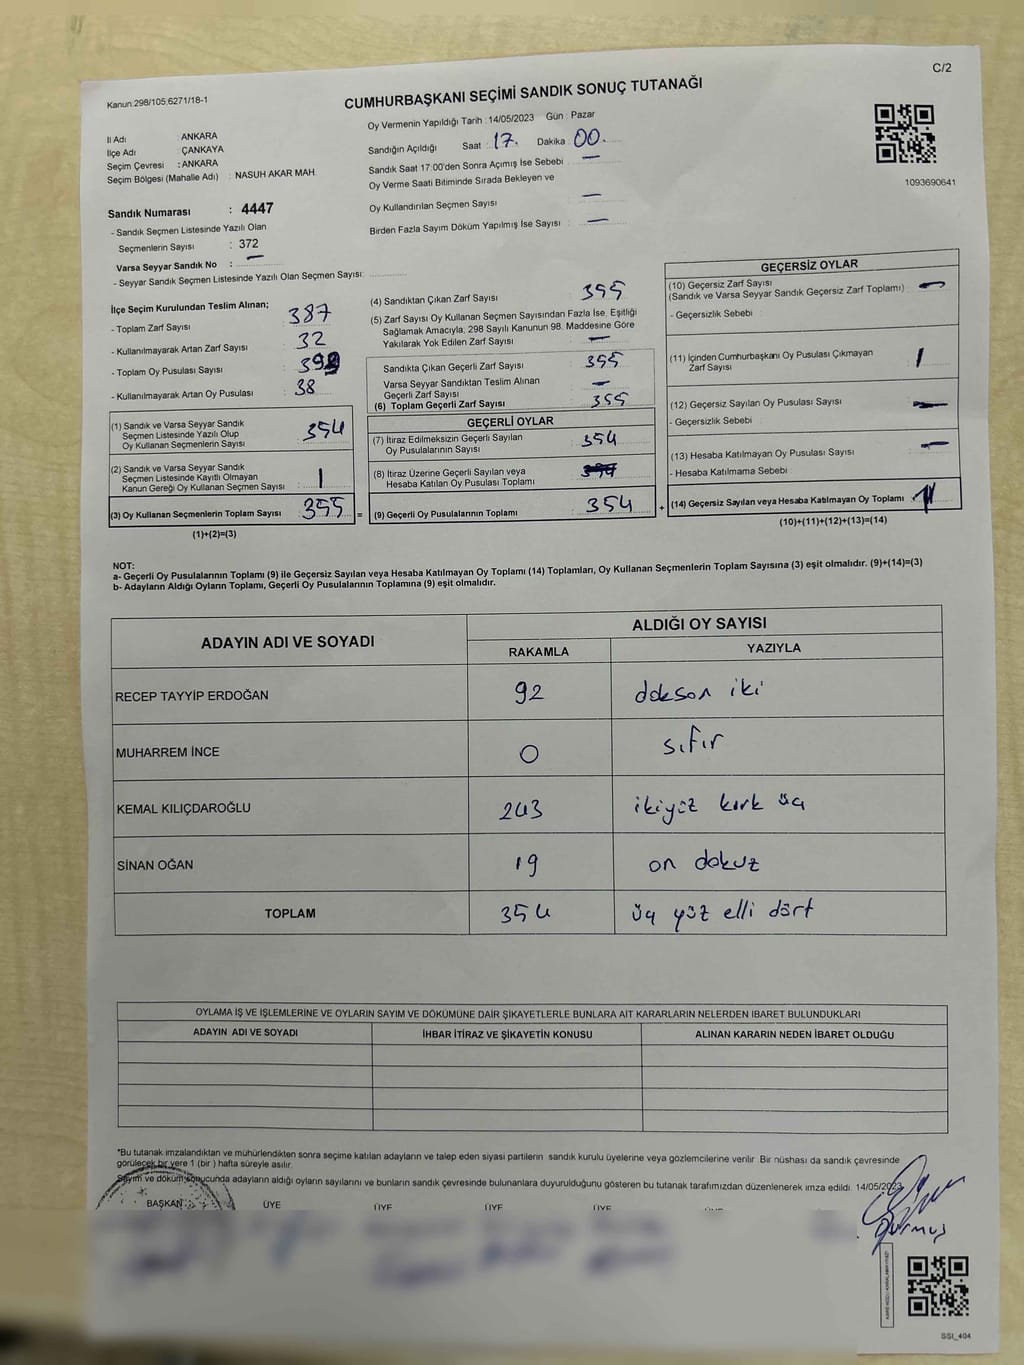 C/2
Kanun:298/105,6271/18-1
CUMHURBAŞKANI SEÇİMİ SANDIK SONUÇ TUTANAĞI
İl Adı : ANKARA
İlçe Adı : ÇANKAYA
Seçim Çevresi : ANKARA
Seçim Bölgesi (Mahalle Adı) : NASUH AKAR MAH.
Oy Vermenin Yapıldığı Tarih : 14/05/2023 Gün : Pazar
Sandığın Açıldığı Saat : 17. Dakika : 00.
Sandık Saat 17:00'den Sonra Açımış İse Sebebi : —
Oy Verme Saati Bitiminde Sırada Bekleyen ve
Oy Kullandırılan Seçmen Sayısı —
Birden Fazla Sayım Döküm Yapılmış İse Sayısı : —
1093690641
Sandık Numarası : 4447
- Sandık Seçmen Listesinde Yazılı Olan
Seçmenlerin Sayısı : 372
Varsa Seyyar Sandık No : —
- Seyyar Sandık Seçmen Listesinde Yazılı Olan Seçmen Sayısı:
İlçe Seçim Kurulundan Teslim Alınan;
- Toplam Zarf Sayısı : 387
- Kullanılmayarak Artan Zarf Sayısı : 32
- Toplam Oy Pusulası Sayısı :
- Kullanılmayarak Artan Oy Pusulası : 38
(1) Sandık ve Varsa Seyyar Sandık
Seçmen Listesinde Yazılı Olup
Oy Kullanan Seçmenlerin Sayısı : 354
(2) Sandık ve Varsa Seyyar Sandık
Seçmen Listesinde Kayıtlı Olmayan
Kanun Gereği Oy Kullanan Seçmen Sayısı : 1
(3) Oy Kullanan Seçmenlerin Toplam Sayısı : 355 =
(1)+(2)=(3)
(4) Sandıktan Çıkan Zarf Sayısı : 355
(5) Zarf Sayısı Oy Kullanan Seçmen Sayısından Fazla İse, Eşitliği
Sağlamak Amacıyla; 298 Sayılı Kanunun 98. Maddesine Göre
Yakılarak Yok Edilen Zarf Sayısı : —
Sandıkta Çıkan Geçerli Zarf Sayısı : 355
Varsa Seyyar Sandıktan Teslim Alınan
Geçerli Zarf Sayısı : —
(6) Toplam Geçerli Zarf Sayısı : 355
GEÇERLİ OYLAR
(7) İtiraz Edilmeksizin Geçerli Sayılan
Oy Pusulalarının Sayısı : 354
(8) İtiraz Üzerine Geçerli Sayılan veya
Hesaba Katılan Oy Pusulası Toplamı :
(9) Geçerli Oy Pusulalarının Toplamı : 354 +
GEÇERSİZ OYLAR
(10) Geçersiz Zarf Sayısı
(Sandık ve Varsa Seyyar Sandık Geçersiz Zarf Toplamı) : —
- Geçersizlik Sebebi :
(11) İçinden Cumhurbaşkanı Oy Pusulası Çıkmayan
Zarf Sayısı : 1
(12) Geçersiz Sayılan Oy Pusulası Sayısı : —
- Geçersizlik Sebebi :
(13) Hesaba Katılmayan Oy Pusulası Sayısı : —
- Hesaba Katılmama Sebebi :
(14) Geçersiz Sayılan veya Hesaba Katılmayan Oy Toplamı :
(10)+(11)+(12)+(13)=(14)
NOT:
a- Geçerli Oy Pusulalarının Toplamı (9) ile Geçersiz Sayılan veya Hesaba Katılmayan Oy Toplamı (14) Toplamları, Oy Kullanan Seçmenlerin Toplam Sayısına (3) eşit olmalıdır. (9)+(14)=(3)
b- Adayların Aldığı Oyların Toplamı, Geçerli Oy Pusulalarının Toplamına (9) eşit olmalıdır.
ADAYIN ADI VE SOYADI
ALDIĞI OY SAYISI
RAKAMLA YAZIYLA
RECEP TAYYİP ERDOĞAN 92 doksan iki
MUHARREM İNCE 0 sıfır
KEMAL KILIÇDAROĞLU 243 ikiyüz kırk üç
SİNAN OĞAN 19 on dokuz
TOPLAM 354 üç yüz elli dört
OYLAMA İŞ VE İŞLEMLERİNE VE OYLARIN SAYIM VE DÖKÜMÜNE DAİR ŞİKAYETLERLE BUNLARA AİT KARARLARIN NELERDEN İBARET BULUNDUKLARI
ADAYIN ADI VE SOYADI İHBAR İTİRAZ VE ŞİKAYETİN KONUSU ALINAN KARARIN NEDEN İBARET OLDUĞU
*Bu tutanak imzalandıktan ve mühürlendikten sonra seçime katılan adayların ve talep eden siyasi partilerin sandık kurulu üyelerine veya gözlemcilerine verilir. Bir nüshası da sandık çevresinde
görülecek bir yere 1 (bir ) hafta süreyle asılır.
Sayım ve döküm sonucunda adayların aldığı oyların sayılarını ve bunların sandık çevresinde bulunanlara duyurulduğunu gösteren bu tutanak tarafımızdan düzenlenerek imza edildi. 14/05/2023
BAŞKAN ÜYE ÜYE ÜYE ÜYE
Durmuş
SSI_404